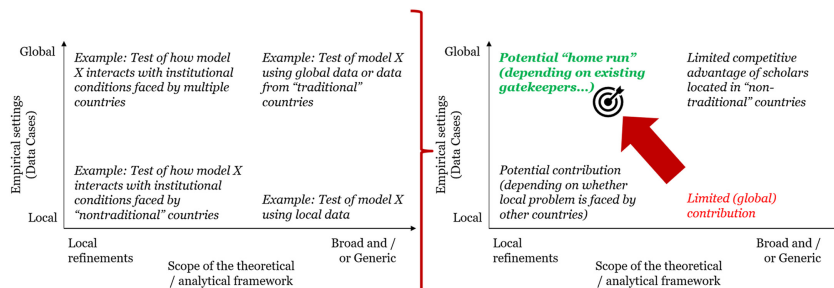 Global
Example: Test of how model
X interacts with institutional
conditions faced by multiple
countries
Example: Test of model X
using global data or data
from “traditional”
countries
Empirical settings
(Data Cases)
Example: Test of how model X
interacts with institutional
conditions faced by
“nontraditional” countries
Example: Test of model X
using local data
Local
Local
refinements
Broad and /
or Generic
Scope of the theoretical
/ analytical framework
Global
Potential “home run”
(depending on existing
gatekeepers...)
Limited competitive
advantage of scholars
located in “non-
traditional” countries
Empirical settings
(Data Cases)
Potential contribution
(depending on whether
local problem is faced by
other countries)
Limited (global)
contribution
Local
Local
refinements
Broad and /
or Generic
Scope of the theoretical
/ analytical framework